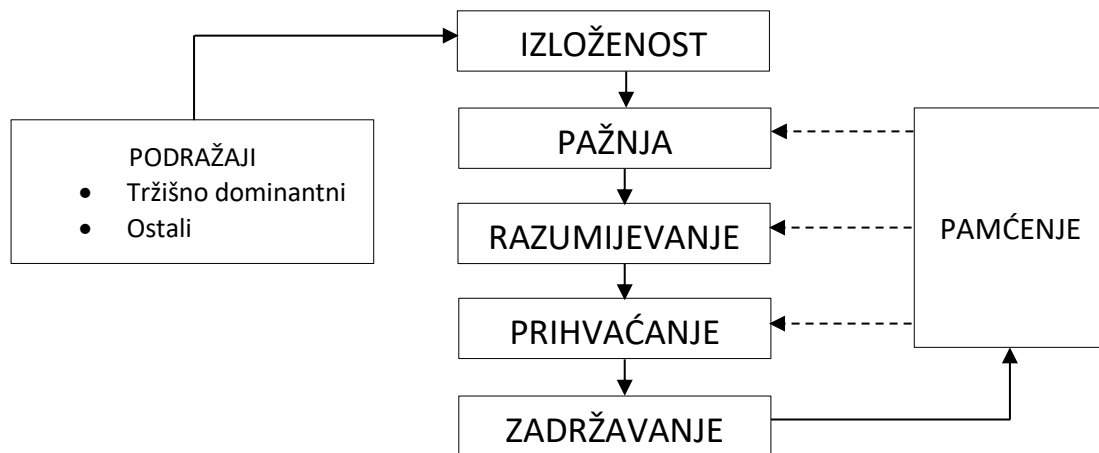 IZLOŽENOST
PAŽNJA
PODRAŽAJI
● Tržišno dominantni
● Ostali
RAZUMIJEVANJE
PAMĆENJE
PRIHVAĆANJE
ZADRŽAVANJE